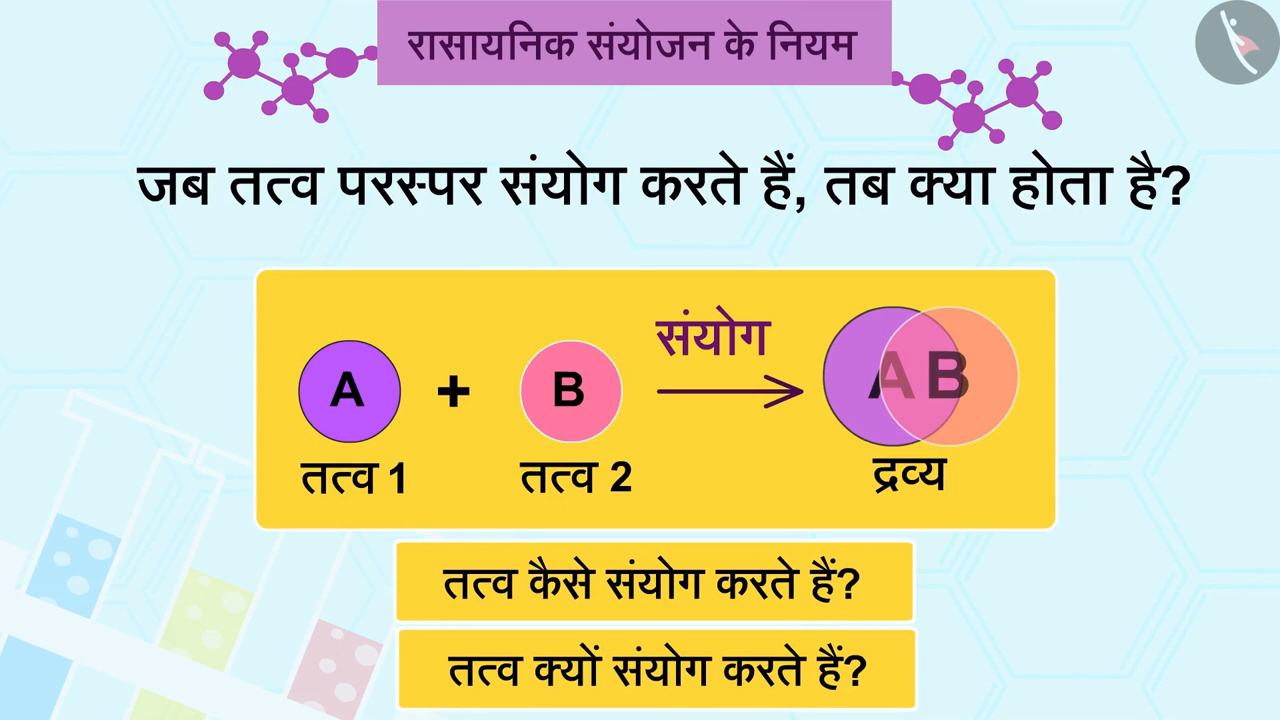 रासायनिक संयोजन के नियम
जब तत्व परस्पर संयोग करते हैं, तब क्या होता है?
संयोग
A + B AB
तत्व 1 तत्व 2 द्रव्य
तत्व कैसे संयोग करते हैं?
तत्व क्यों संयोग करते हैं?